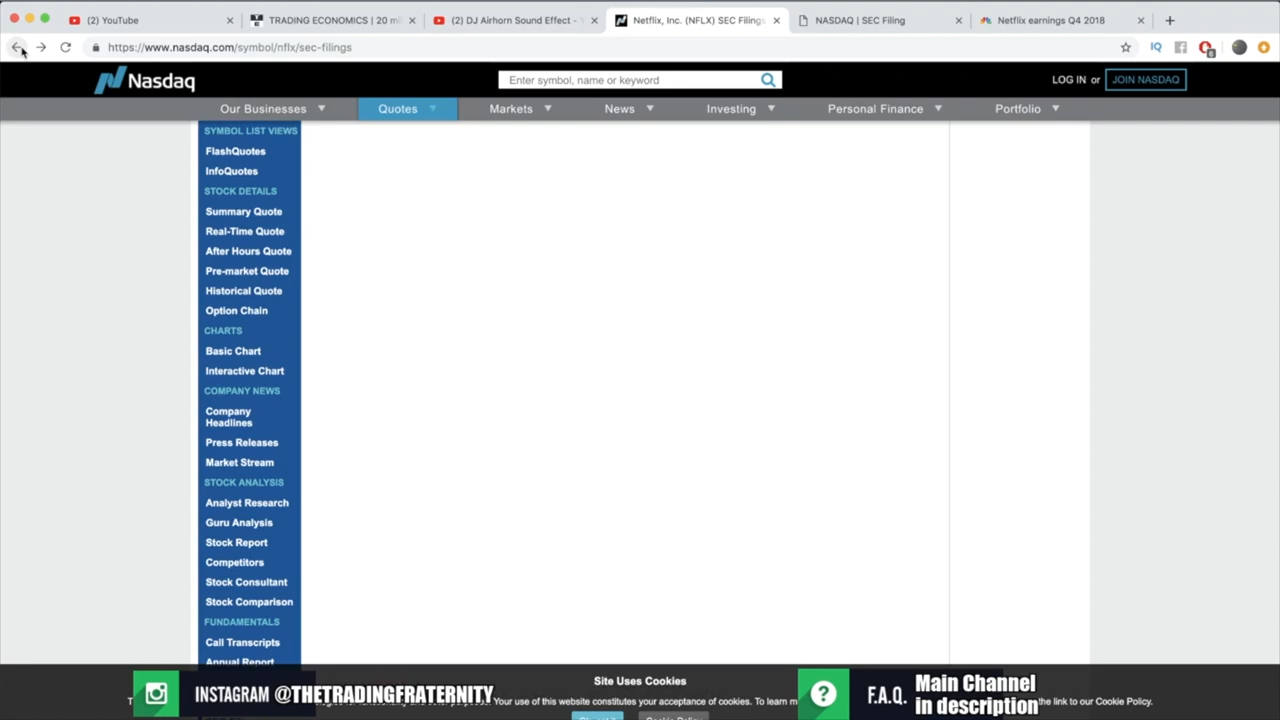 (2) YouTube
TRADING ECONOMICS | 20 mi
(2) DJ Airhorn Sound Effect -
Netflix, Inc. (NFLX) SEC Filings
NASDAQ | SEC Filing
Netflix earnings Q4 2018
https://www.nasdaq.com/symbol/nflx/sec-filings
Nasdaq
Enter symbol, name or keyword
LOG IN or JOIN NASDAQ
Our Businesses
Quotes
Markets
News
Investing
Personal Finance
Portfolio
SYMBOL LIST VIEWS
FlashQuotes
InfoQuotes
STOCK DETAILS
Summary Quote
Real-Time Quote
After Hours Quote
Pre-market Quote
Historical Quote
Option Chain
CHARTS
Basic Chart
Interactive Chart
COMPANY NEWS
Company
Headlines
Press Releases
Market Stream
STOCK ANALYSIS
Analyst Research
Guru Analysis
Stock Report
Competitors
Stock Consultant
Stock Comparison
FUNDAMENTALS
Call Transcripts
Annual Report
Site Uses Cookies
Your use of this website constitutes your acceptance of cookies. To learn m
the link to our Cookie Policy.
INSTAGRAM @THETRADINGFRATERNITY
F.A.Q.
Main Channel
in description
Cookie Policy